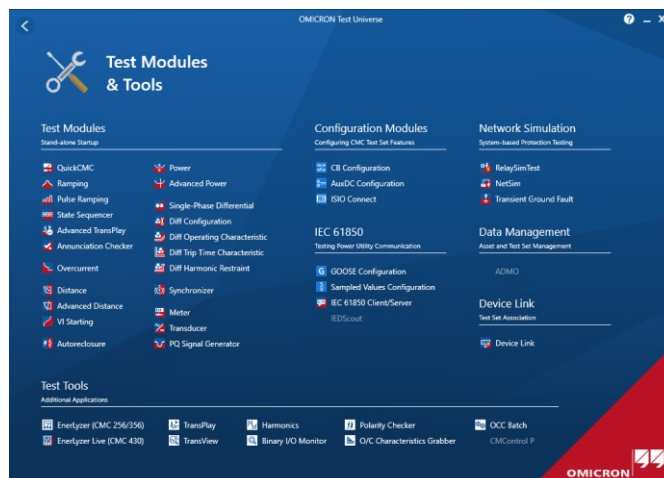 OMICRON Test Universe
Test Modules
& Tools
Test Modules
Stand-alone Startup
QuickCMC
Ramping
Pulse Ramping
State Sequencer
Advanced TransPlay
Annunciation Checker
Overcurrent
Distance
Advanced Distance
VI Starting
Autoreclosure
Power
Advanced Power
Single-Phase Differential
Diff Configuration
Diff Operating Characteristic
Diff Trip Time Characteristic
Diff Harmonic Restraint
Synchronizer
Meter
Transducer
PQ Signal Generator
Configuration Modules
Configuring CMC Test Set Features
CB Configuration
AuxDC Configuration
ISIO Connect
IEC 61850
Testing Power Utility Communication
GOOSE Configuration
Sampled Values Configuration
IEC 61850 Client/Server
IEDScout
Network Simulation
System-based Protection Testing
RelaySimTest
NetSim
Transient Ground Fault
Data Management
Asset and Test Set Management
ADMO
Device Link
Test Set Association
Device Link
Test Tools
Additional Applications
EnerLyzer (CMC 256/356)
EnerLyzer Live (CMC 430)
TransPlay
TransView
Harmonics
Binary I/O Monitor
Polarity Checker
O/C Characteristics Grabber
OCC Batch
CMControl P
OMICRON